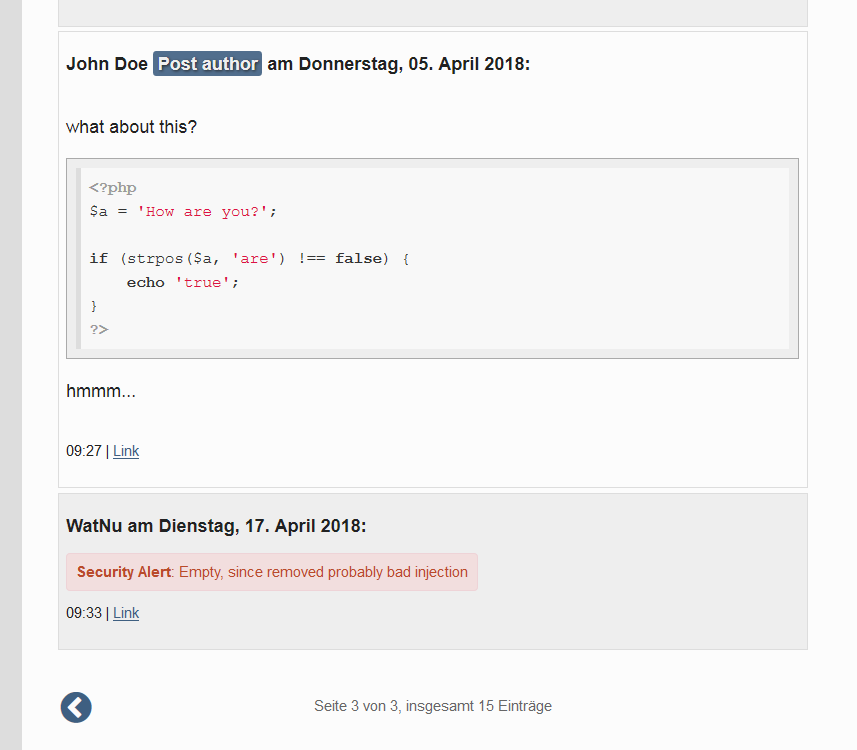 John Doe Post author am Donnerstag, 05. April 2018:
what about this?
<?php
$a = 'How are you?';
if (strpos($a, 'are') !== false) {
    echo 'true';
}
?>
hmmm...
09:27 | Link
WatNu am Dienstag, 17. April 2018:
Security Alert: Empty, since removed probably bad injection
09:33 | Link
Seite 3 von 3, insgesamt 15 Einträge